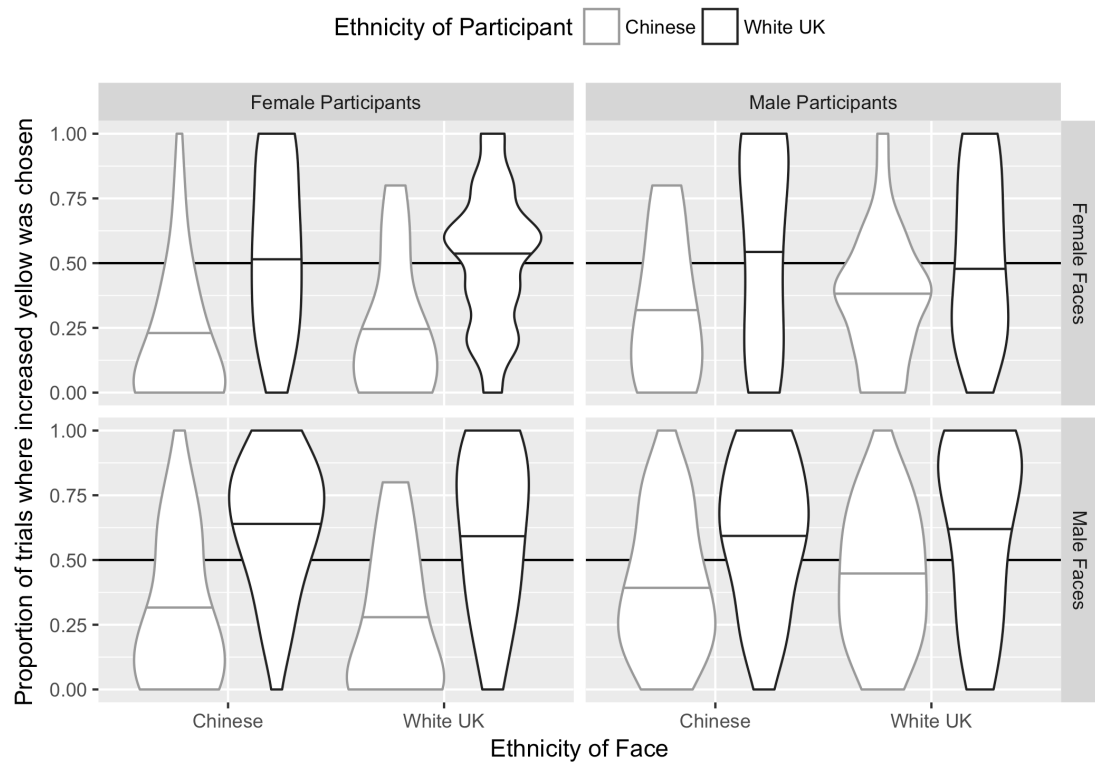 Ethnicity of Participant Chinese White UK
Female Participants Male Participants
Proportion of trials where increased yellow was chosen
1.00
0.75
0.50
0.25
0.00
Female Faces
1.00
0.75
0.50
0.25
0.00
Male Faces
Chinese White UK Chinese White UK
Ethnicity of Face